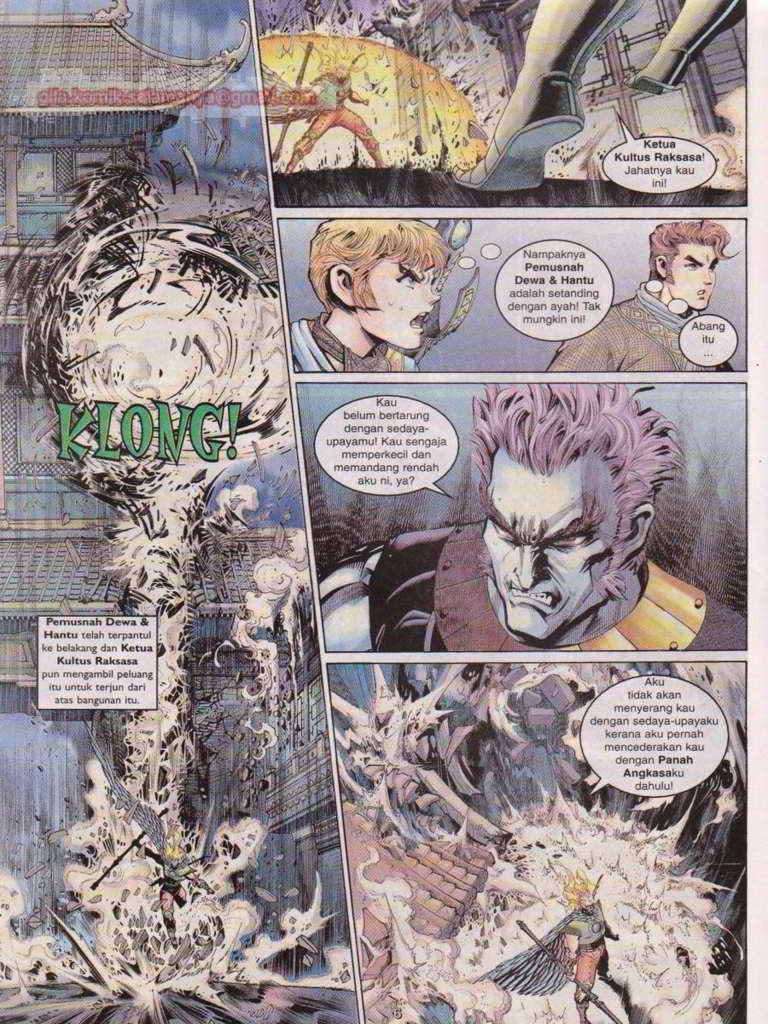 KLONG!
Pemusnah Dewa &
Hantu telah terpantul
ke belakang dan Ketua
Kultus Raksasa
pun mengambil peluang
itu untuk terjun dari
atas bangunan itu.
Ketua
Kultus Raksasa!
Jahatnya kau
ini!
Nampaknya
Pemusnah
Dewa & Hantu
adalah setanding
dengan ayah! Tak
mungkin ini!
Abang
itu
...
Kau
belum bertarung
dengan sedaya-
upayamu! Kau sengaja
memperkecil dan
memandang rendah
aku ni, ya?
Aku
tidak akan
menyerang kau
dengan sedaya-upayaku
kerana aku pernah
mencederakan kau
dengan Panah
Angkasaku
dahulu!
6